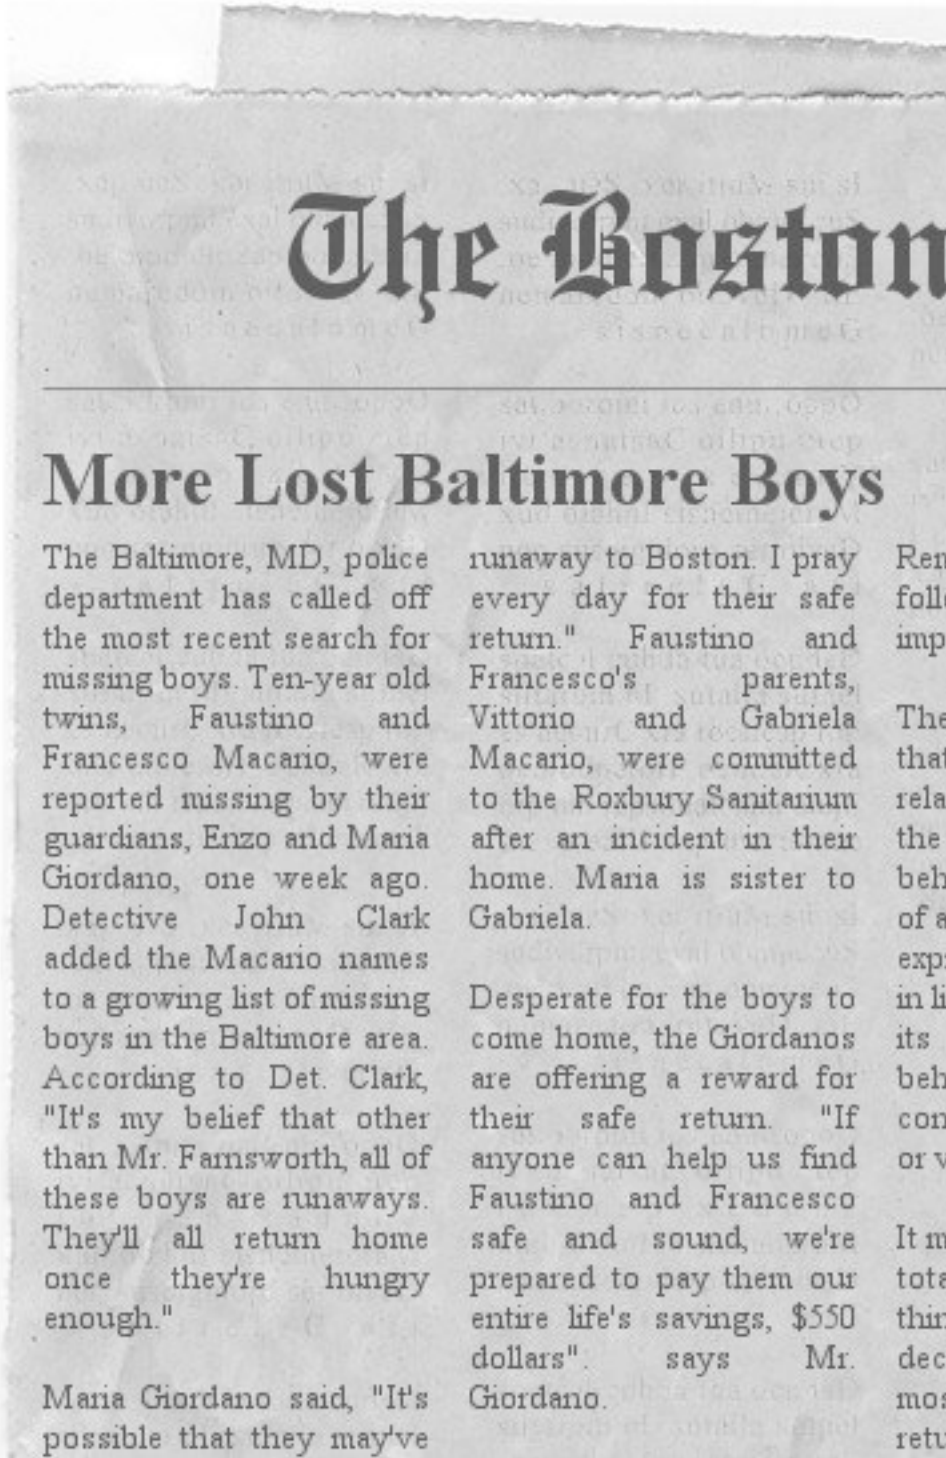 The Boston
More Lost Baltimore Boys
The Baltimore, MD, police
department has called off
the most recent search for
missing boys. Ten-year old
twins, Faustino and
Francesco Macario, were
reported missing by their
guardians, Enzo and Maria
Giordano, one week ago.
Detective John Clark
added the Macario names
to a growing list of missing
boys in the Baltimore area.
According to Det. Clark,
"It's my belief that other
than Mr. Farnsworth, all of
these boys are runaways.
They'll all return home
once they're hungry
enough."
Maria Giordano said, "It's
possible that they may've
runaway to Boston. I pray
every day for their safe
return." Faustino and
Francesco's parents,
Vittorio and Gabriela
Macario, were committed
to the Roxbury Sanitarium
after an incident in their
home. Maria is sister to
Gabriela.
Desperate for the boys to
come home, the Giordanos
are offering a reward for
their safe return. "If
anyone can help us find
Faustino and Francesco
safe and sound, we're
prepared to pay them our
entire life's savings, $550
dollars". says Mr.
Giordano.
the
of
in
its
or
It